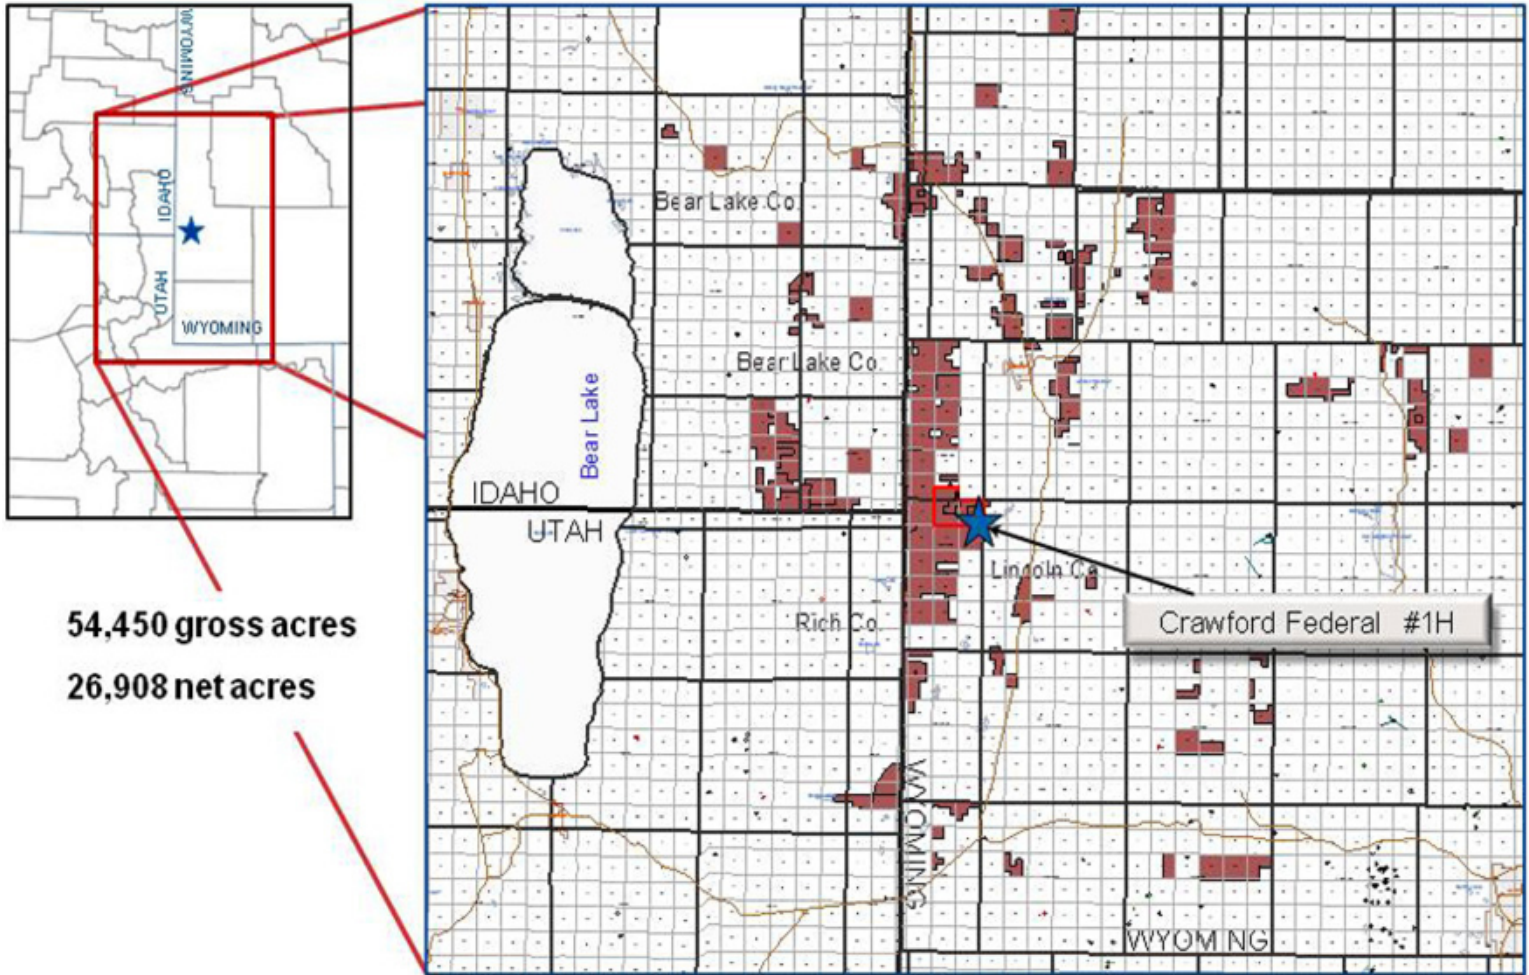 WYOMING
IDAHO
UTAH
WYOMING
54,450 gross acres
26,908 net acres
Bear Lake Co.
Bear Lake Co.
Bear Lake
IDAHO
UTAH
Lincoln Co.
Crawford Federal #1H
Rich Co.
WYOMING
WYOMING